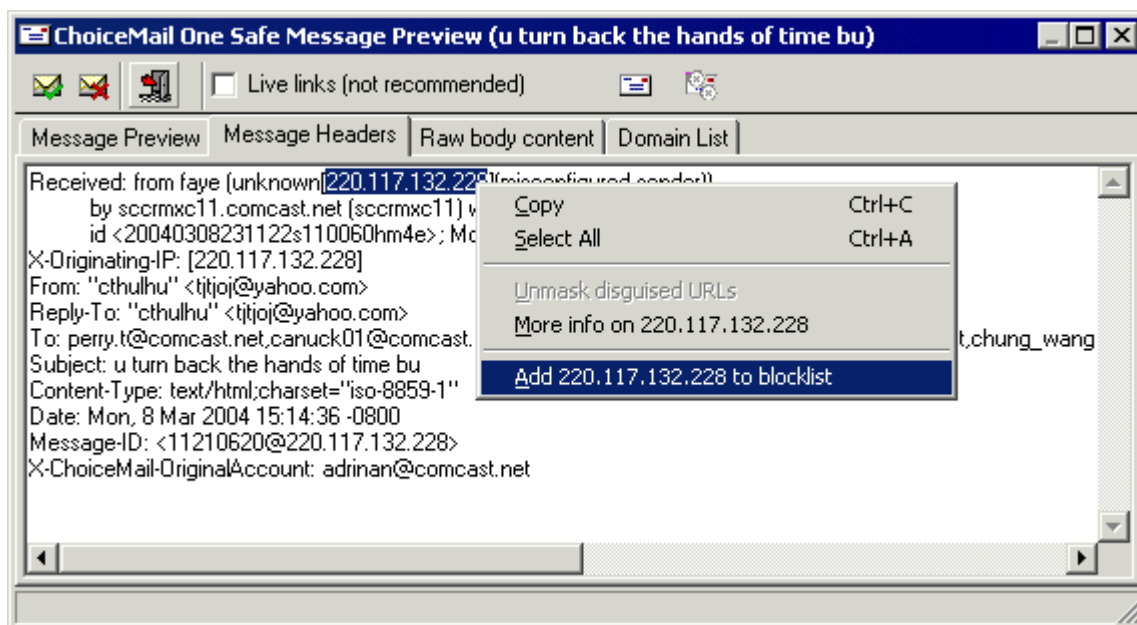 ChoiceMail One Safe Message Preview (u turn back the hands of time bu)
Live links (not recommended)
Message Preview Message Headers Raw body content Domain List
Received: from faye (unknown[220.117.132.228](misconfigured sender))
by sccrmxc11.comcast.net (sccrmxc11) w
id <20040308231122s110060hm4e>; Mo
X-Originating-IP: [220.117.132.228]
From: "cthulhu" <tjtjoj@yahoo.com>
Reply-To: "cthulhu" <tjtjoj@yahoo.com>
To: perry.t@comcast.net,canuck01@comcast. t,chung_wang
Subject: u turn back the hands of time bu
Content-Type: text/html;charset="iso-8859-1"
Date: Mon, 8 Mar 2004 15:14:36 -0800
Message-ID: <11210620@220.117.132.228>
X-ChoiceMail-OriginalAccount: adrinan@comcast.net
Copy Ctrl+C
Select All Ctrl+A
Unmask disguised URLs
More info on 220.117.132.228
Add 220.117.132.228 to blocklist